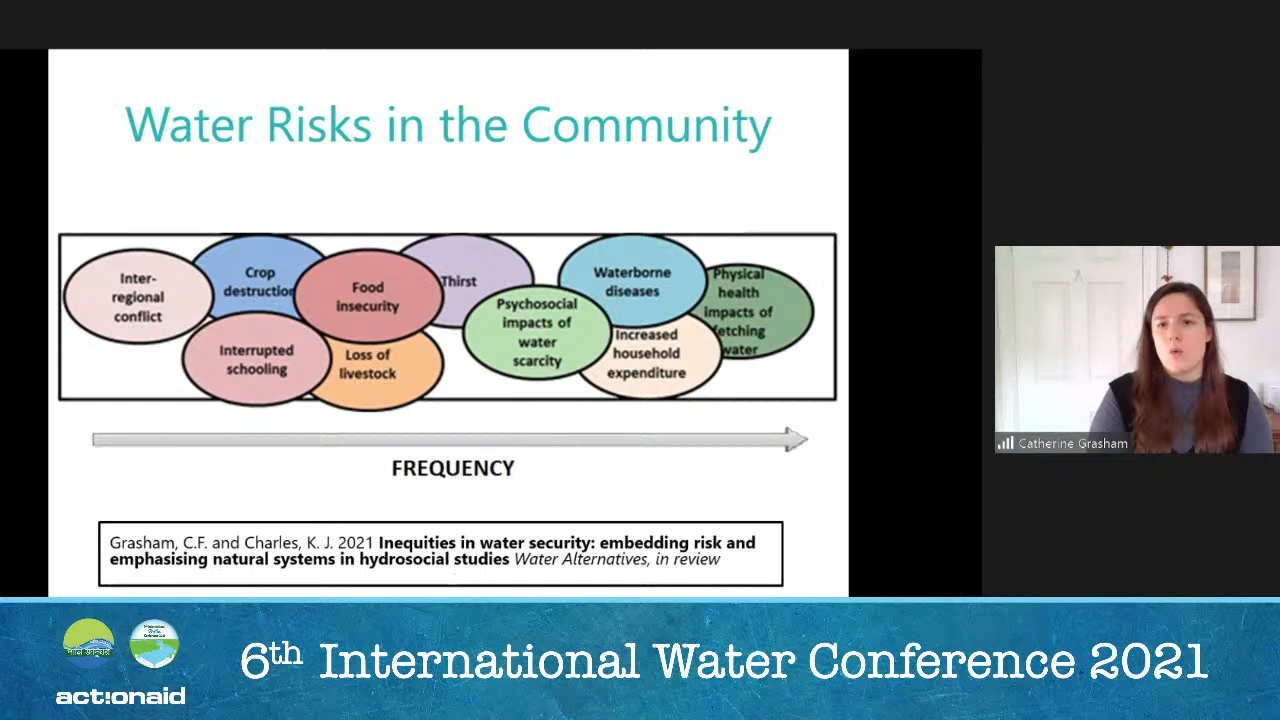 Water Risks in the Community
Inter-
regional
conflict
Crop
destruction
Food
insecurity
Thirst
Waterborne
diseases
Physical
health
impacts of
fetching
water
Interrupted
schooling
Loss of
livestock
Psychosocial
impacts of
water
scarcity
Increased
household
expenditure
FREQUENCY
Grasham, C.F. and Charles, K. J. 2021 Inequities in water security: embedding risk and
emphasising natural systems in hydrosocial studies Water Alternatives, in review
Catherine Grasham
act:onaid
6th International Water Conference 2021